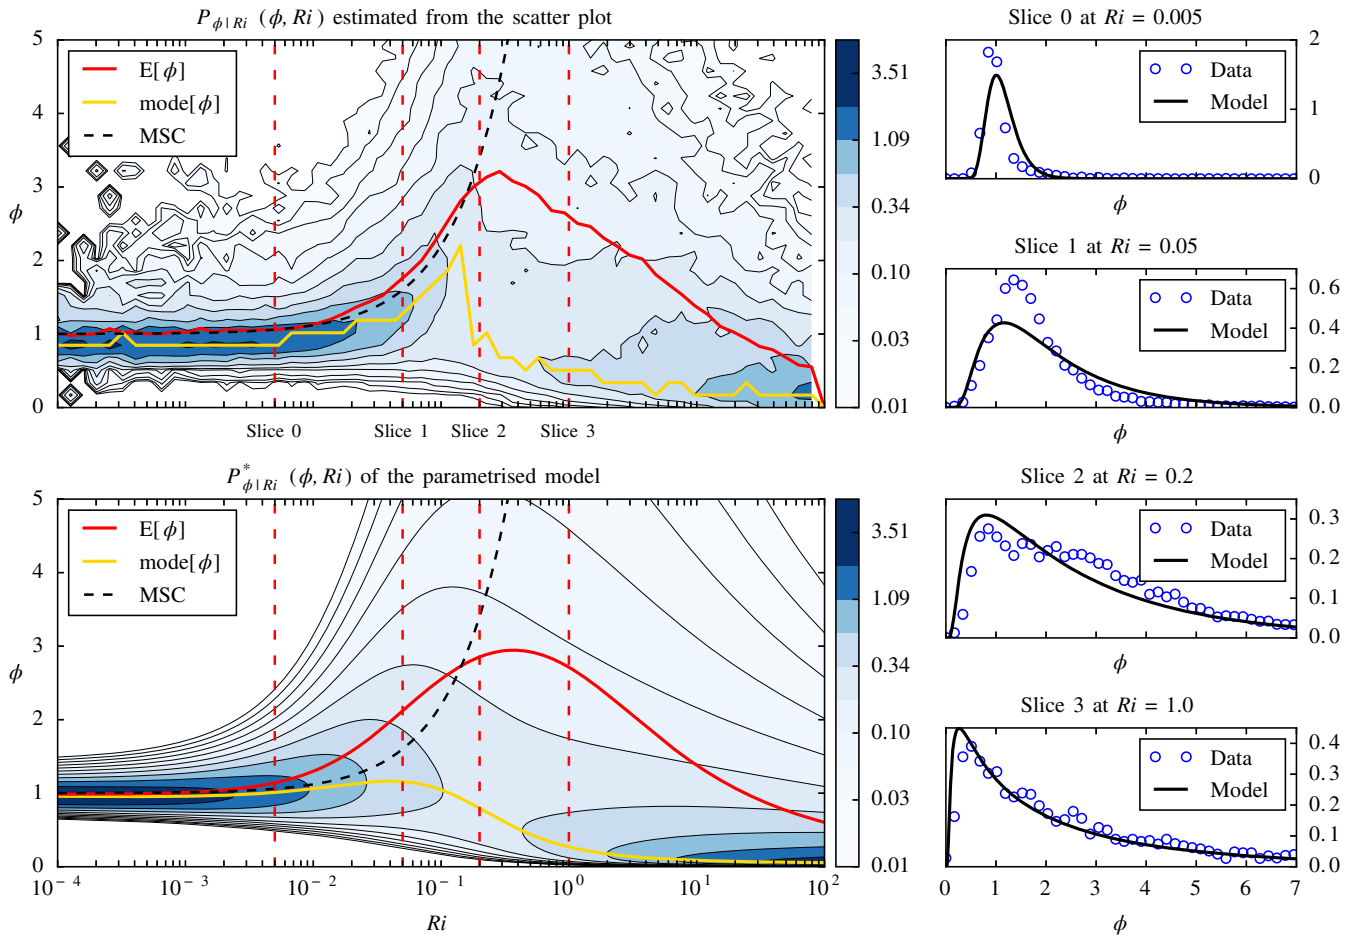 P_{ϕ|Ri} (ϕ, Ri) estimated from the scatter plot
5
4
3
2
1
0
ϕ
E[ϕ]
mode[ϕ]
MSC
Slice 0 Slice 1 Slice 2 Slice 3
3.51
1.09
0.34
0.10
0.03
0.01
P*_{ϕ|Ri} (ϕ, Ri) of the parametrised model
5
4
3
2
1
0
ϕ
E[ϕ]
mode[ϕ]
MSC
10^{-4} 10^{-3} 10^{-2} 10^{-1} 10^{0} 10^{1} 10^{2}
Ri
3.51
1.09
0.34
0.10
0.03
0.01
Slice 0 at Ri = 0.005
Data
Model
2
1
0
ϕ
Slice 1 at Ri = 0.05
Data
Model
0.6
0.4
0.2
0.0
ϕ
Slice 2 at Ri = 0.2
Data
Model
0.3
0.2
0.1
0.0
ϕ
Slice 3 at Ri = 1.0
Data
Model
0.4
0.3
0.2
0.1
0.0
0 1 2 3 4 5 6 7
ϕ